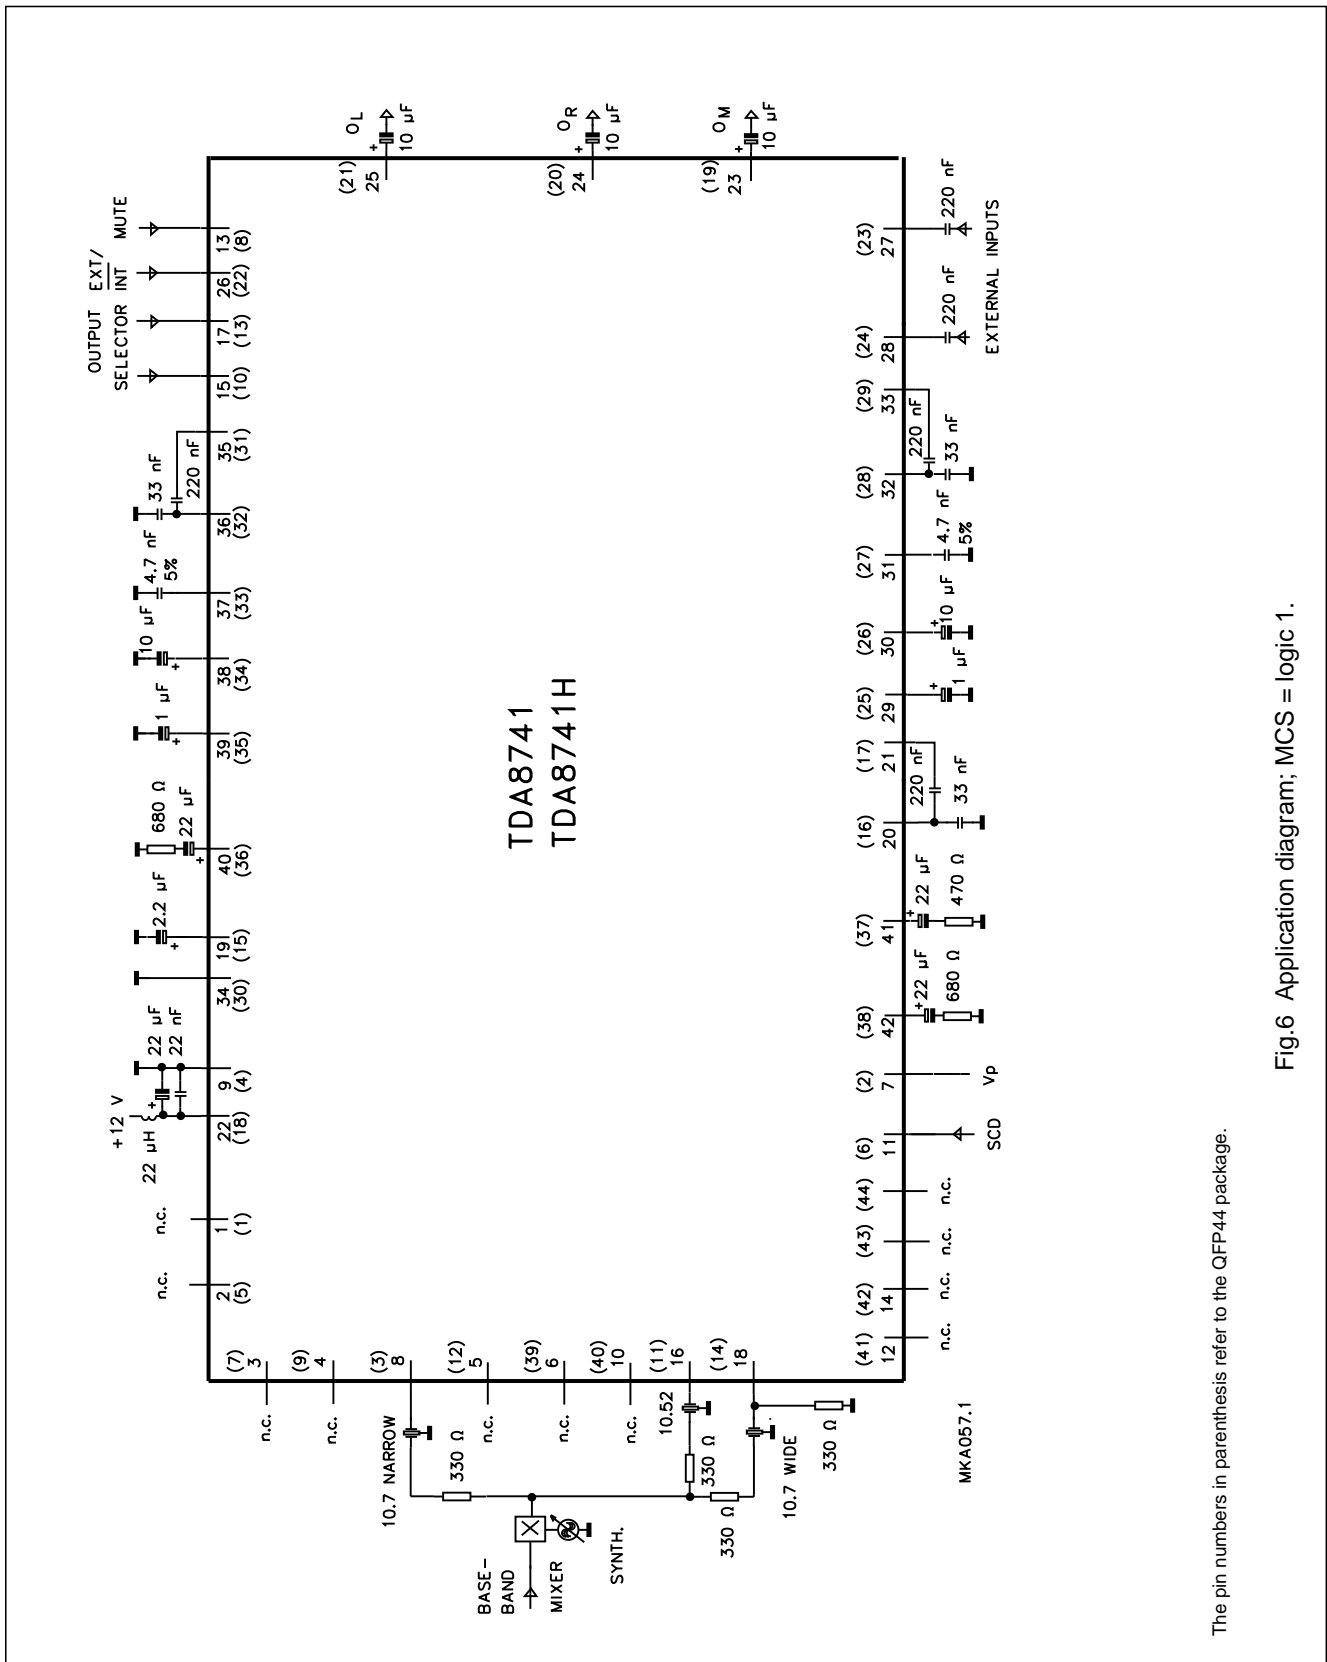 OL
+
10 µF
(21)
25
OR
+
10 µF
(20)
24
OM
+
10 µF
(19)
23
MUTE
13
(8)
EXT/
INT
26
(22)
OUTPUT
SELECTOR
17
(13)
15
(10)
35
(31)
33 nF
220 nF
36
(32)
4.7 nF
5%
37
(33)
10 µF
+
38
(34)
1 µF
+
39
(35)
680 Ω
22 µF
+
40
(36)
2.2 µF
+
19
(15)
34
(30)
22 µF
22 nF
9
(4)
+12 V
+
22 µH
22
(18)
n.c.
1
(1)
n.c.
2
(5)
TDA8741
TDA8741H
220 nF
(23)
27
EXTERNAL INPUTS
220 nF
(24)
28
(29)
33
220 nF
33 nF
(28)
32
4.7 nF
5%
(27)
31
+
10 µF
(26)
30
+
1 µF
(25)
29
(17)
21
220 nF
33 nF
(16)
20
+
22 µF
470 Ω
(37)
41
+
22 µF
680 Ω
(38)
42
(2)
7
Vp
(6)
11
SCD
(44)
n.c.
(43)
n.c.
(42)
14
n.c.
(41)
12
n.c.
(7)
3
n.c.
(9)
4
n.c.
(3)
8
10.7 NARROW
330 Ω
(12)
5
n.c.
(39)
6
n.c.
(40)
10
n.c.
(11)
16
10.52
330 Ω
(14)
18
330 Ω
10.7 WIDE
330 Ω
BASE-
BAND
MIXER
SYNTH.
MKA057.1
The pin numbers in parenthesis refer to the QFP44 package.
Fig.6 Application diagram; MCS = logic 1.